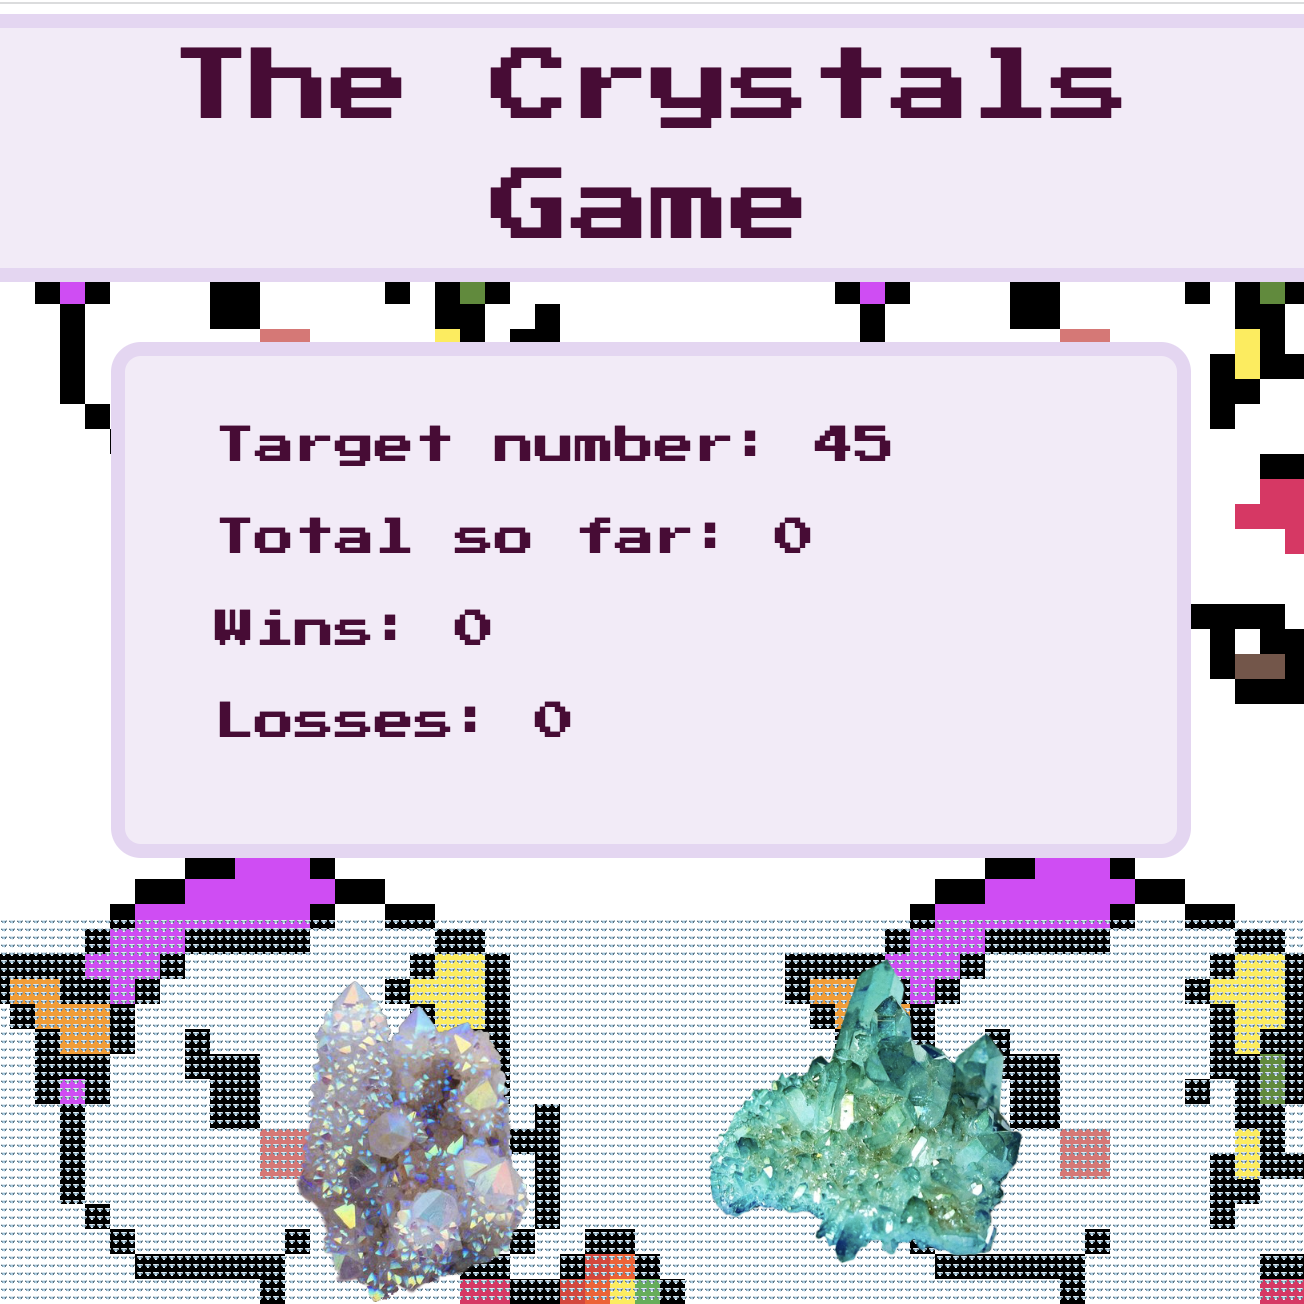 The Crystals
Game
Target number: 45
Total so far: 0
Wins: 0
Losses: 0